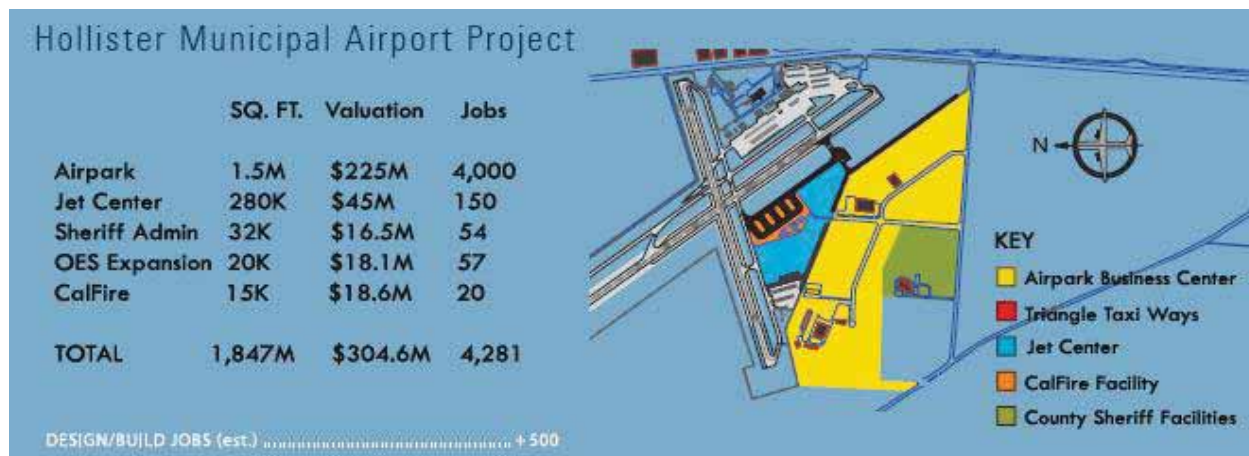 Hollister Municipal Airport Project
SQ. FT. Valuation Jobs
Airpark 1.5M $225M 4,000
Jet Center 280K $45M 150
Sheriff Admin 32K $16.5M 54
OES Expansion 20K $18.1M 57
CalFire 15K $18.6M 20
TOTAL 1,847M $304.6M 4,281
DESIGN/BUILD JOBS (est.) ................................................ + 500
N
KEY
Airpark Business Center
Triangle Taxi Ways
Jet Center
CalFire Facility
County Sheriff Facilities